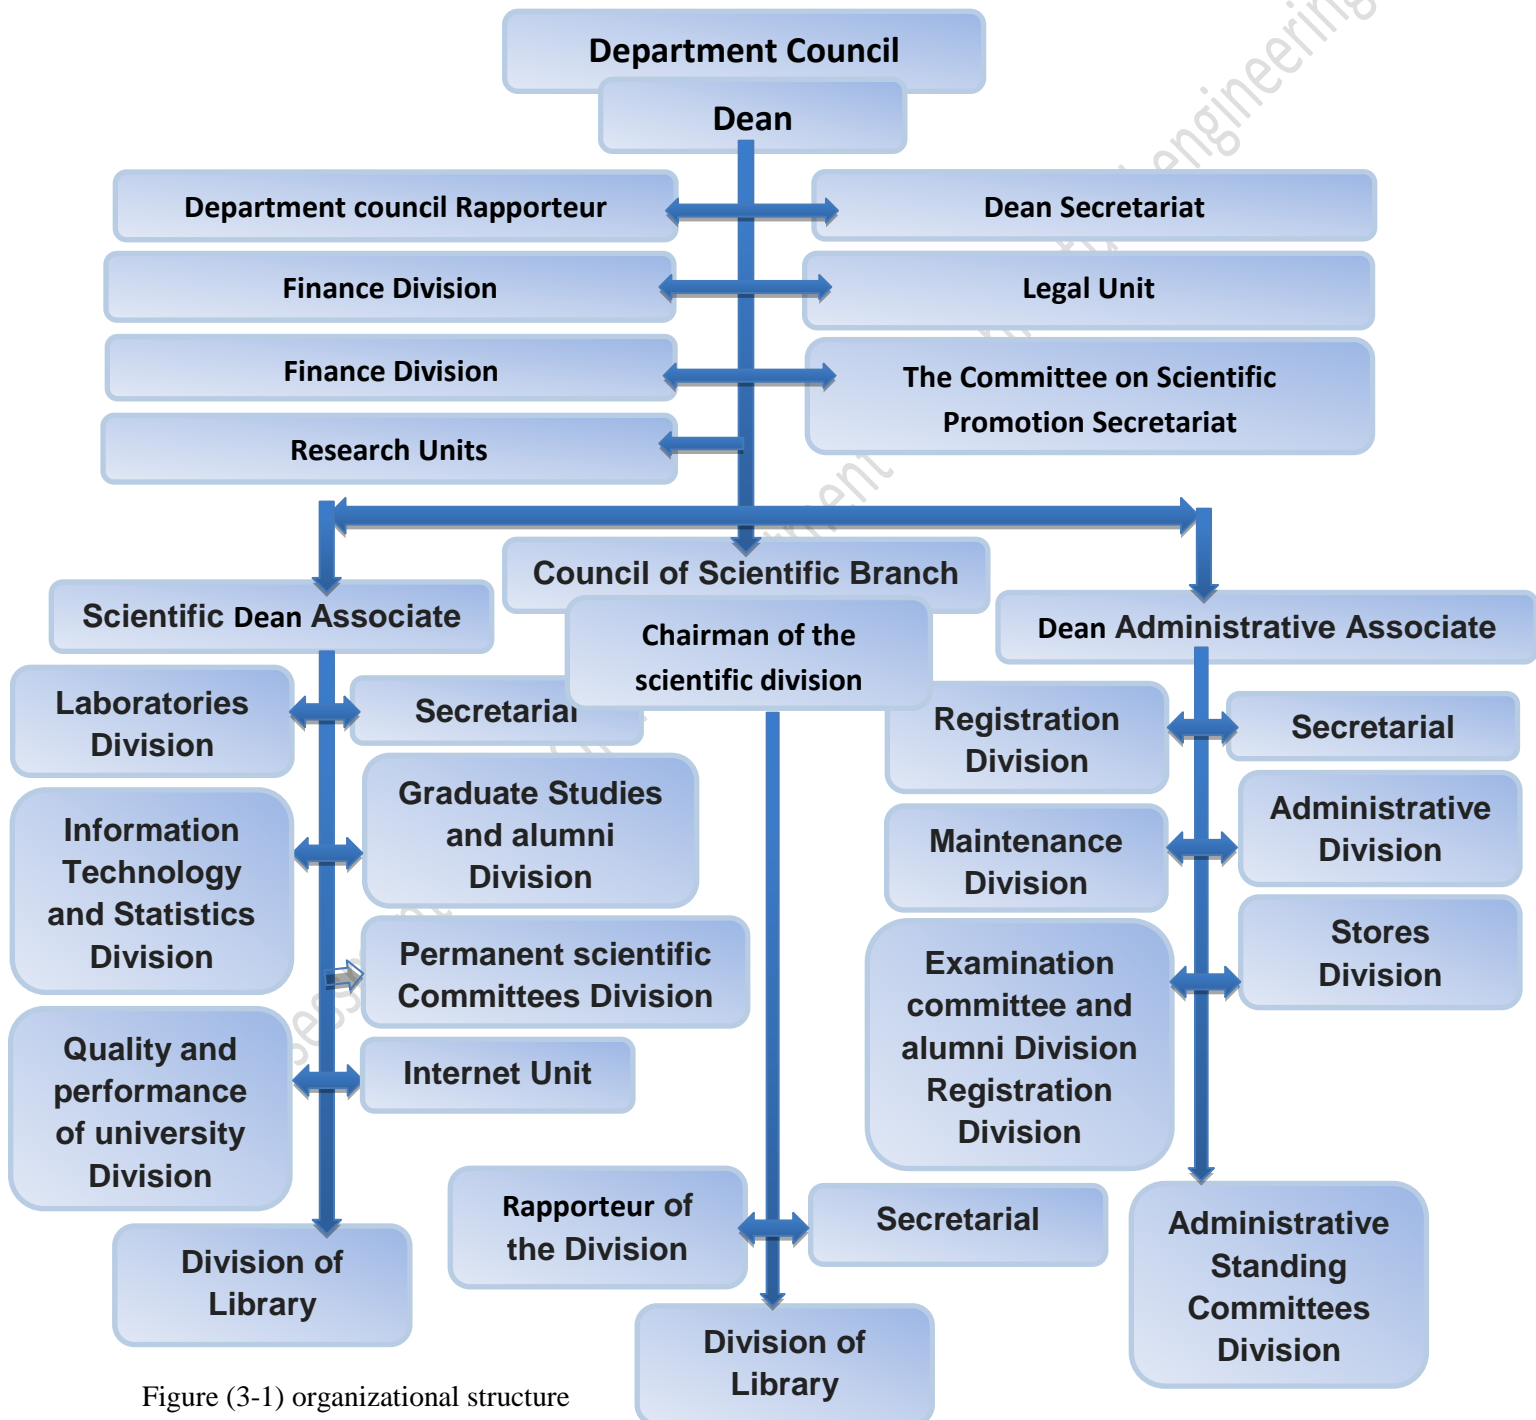 Department Council
Dean
Department council Rapporteur
Dean Secretariat
Finance Division
Legal Unit
Finance Division
The Committee on Scientific
Promotion Secretariat
Research Units
Council of Scientific Branch
Scientific Dean Associate
Chairman of the
scientific division
Dean Administrative Associate
Laboratories
Division
Secretarial
Information
Technology
and Statistics
Division
Graduate Studies
and alumni
Division
Permanent scientific
Committees Division
Quality and
performance
of university
Division
Internet Unit
Division of
Library
Rapporteur of
the Division
Secretarial
Division of
Library
Registration
Division
Secretarial
Maintenance
Division
Administrative
Division
Examination
committee and
alumni Division
Registration
Division
Stores
Division
Administrative
Standing
Committees
Division
Figure (3-1) organizational structure
engineering